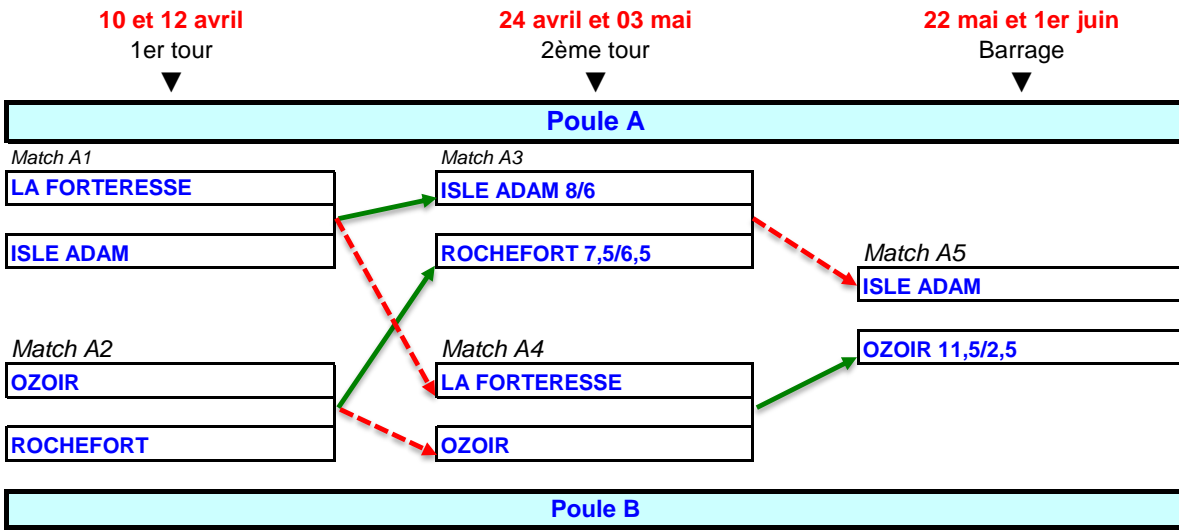 10 et 12 avril
24 avril et 03 mai
22 mai et 1er juin
1er tour
2ème tour
Barrage
Poule A
Match A1
Match A3
LA FORTERESSE
ISLE ADAM 8/6
ISLE ADAM
ROCHEFORT 7,5/6,5
Match A5
ISLE ADAM
Match A2
Match A4
OZOIR 11,5/2,5
OZOIR
LA FORTERESSE
ROCHEFORT
OZOIR
Poule B